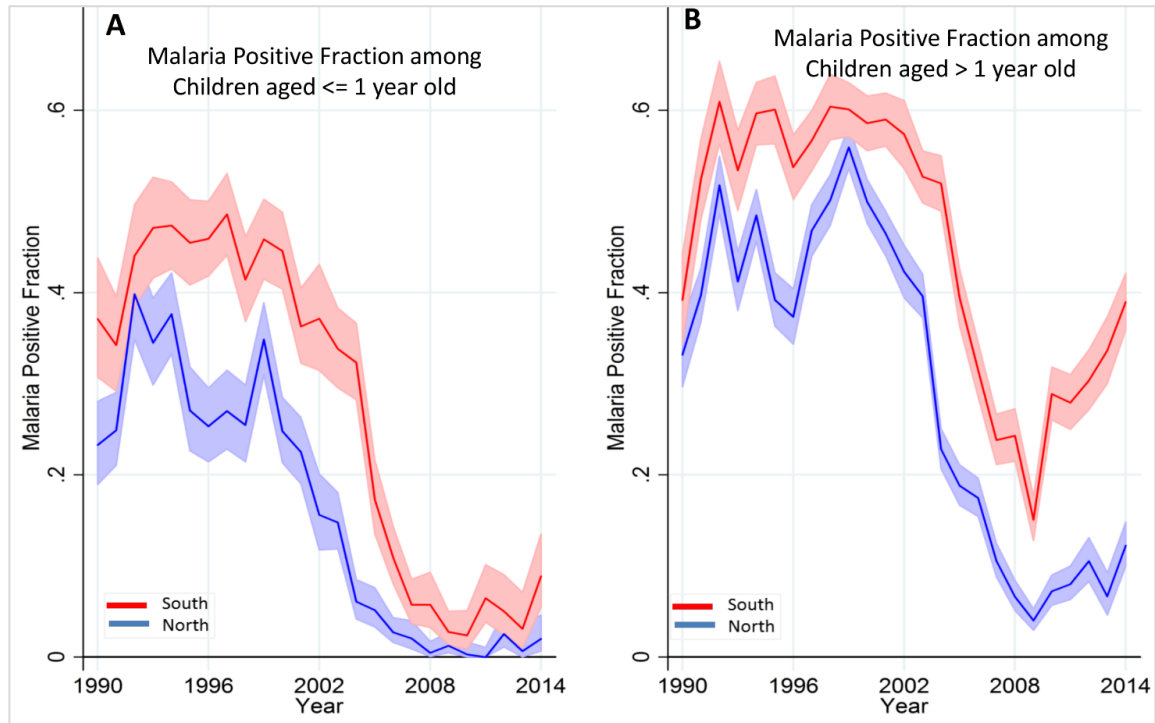 A
Malaria Positive Fraction among
Children aged <= 1 year old
Malaria Positive Fraction
.6
.4
.2
0
South
North
1990
1996
2002
2008
2014
Year
B
Malaria Positive Fraction among
Children aged > 1 year old
Malaria Positive Fraction
.6
.4
.2
0
South
North
1990
1996
2002
2008
2014
Year